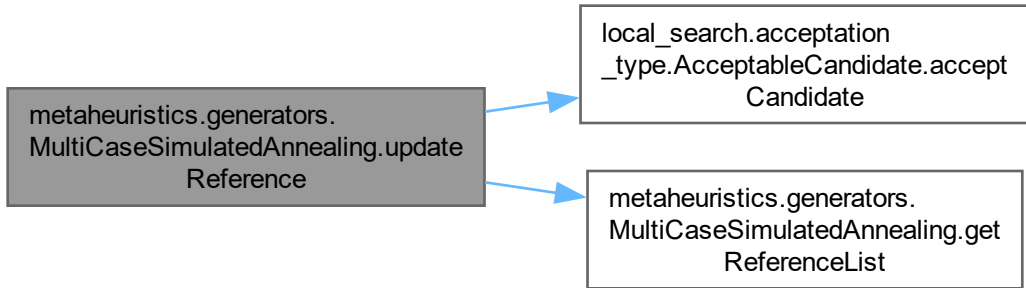 metaheuristics.generators.
MultiCaseSimulatedAnnealing.update
Reference
local_search.acceptation
_type.AcceptableCandidate.accept
Candidate
metaheuristics.generators.
MultiCaseSimulatedAnnealing.get
ReferenceList